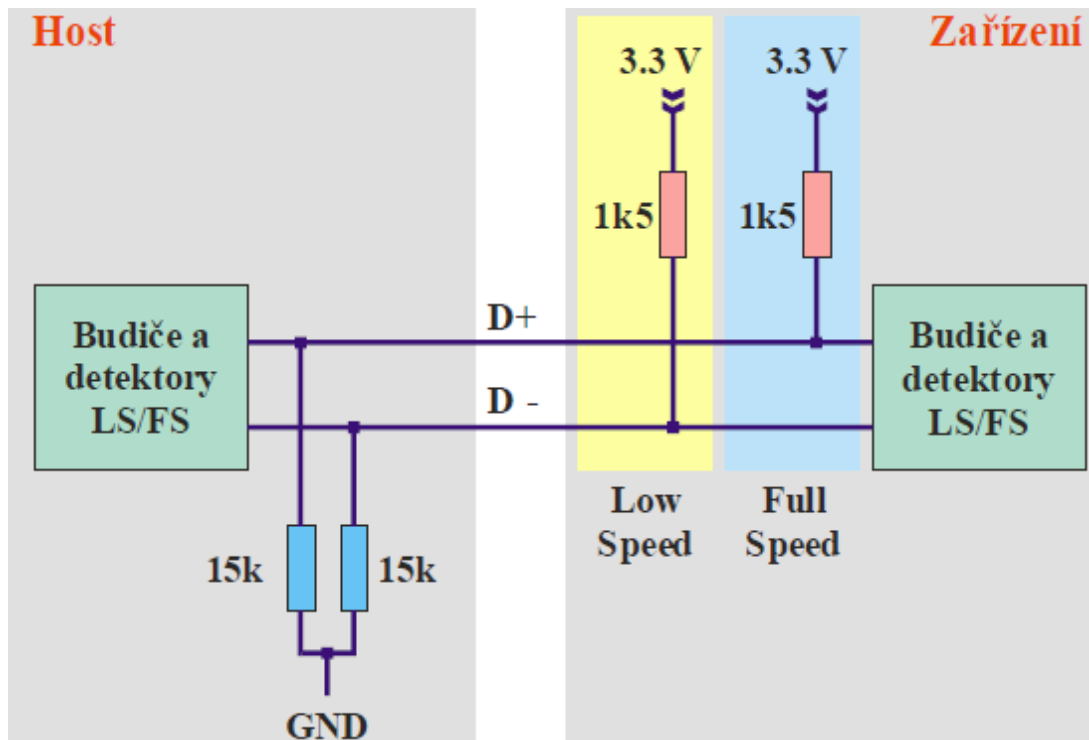 Host
Zařízení
3.3 V
3.3 V
1k5
1k5
Budiče a
detektory
LS/FS
D+
D -
Budiče a
detektory
LS/FS
Low
Speed
Full
Speed
15k
15k
GND